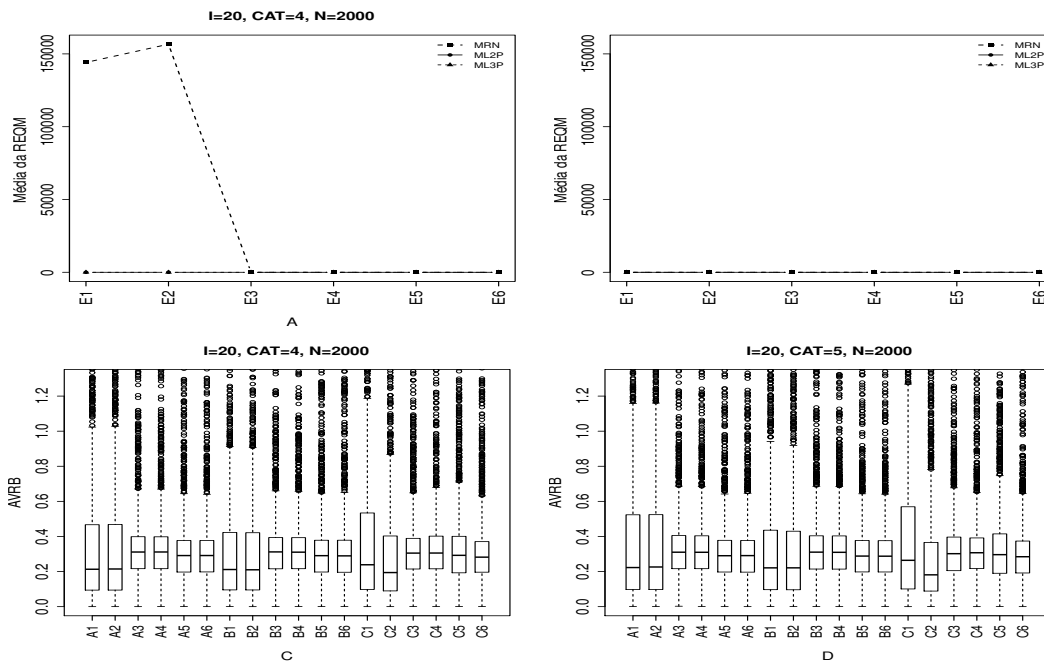 I=20, CAT=4, N=2000
Média da REQM
150000
100000
50000
0
MRN
ML2P
ML3P
E1 E2 E3 E4 E5 E6
A
Média da REQM
150000
100000
50000
0
MRN
ML2P
ML3P
E1 E2 E3 E4 E5 E6
I=20, CAT=4, N=2000
AVRB
1.2
1.0
0.8
0.6
0.4
0.2
0.0
A1 A2 A3 A4 A5 A6 B1 B2 B3 B4 B5 B6 C1 C2 C3 C4 C5 C6
C
I=20, CAT=5, N=2000
AVRB
1.2
1.0
0.8
0.6
0.4
0.2
0.0
A1 A2 A3 A4 A5 A6 B1 B2 B3 B4 B5 B6 C1 C2 C3 C4 C5 C6
D